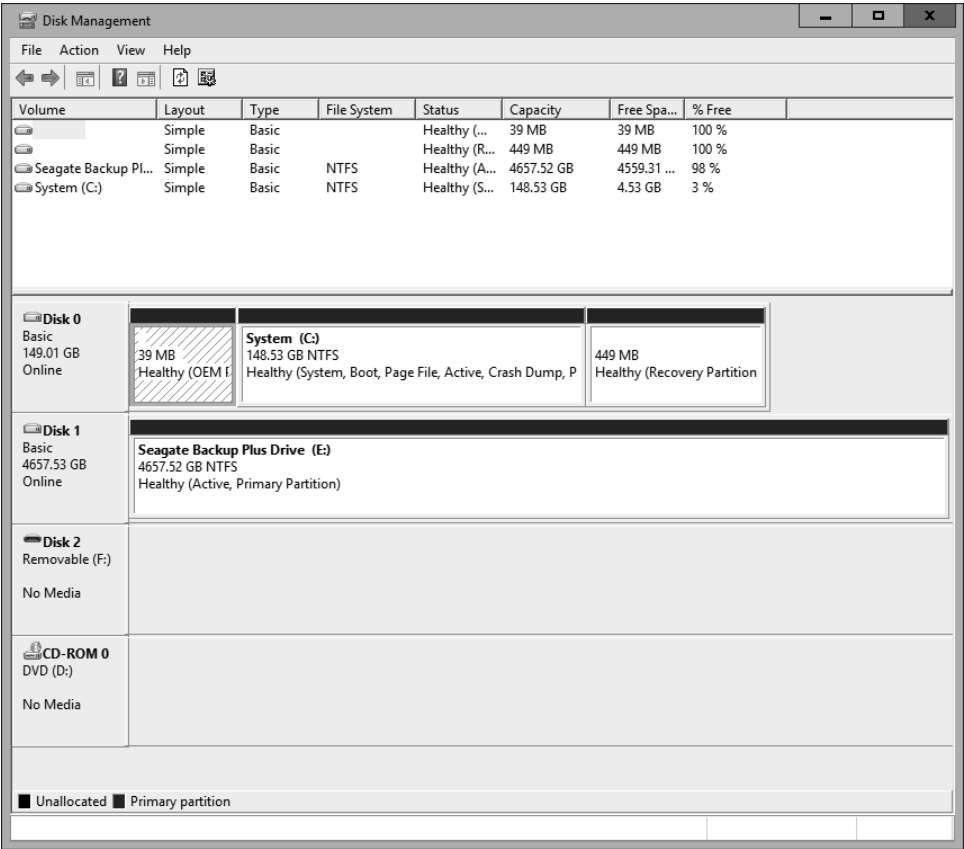 Disk Management
File Action View Help
Volume Layout Type File System Status Capacity Free Spa... % Free
Simple Basic Healthy (... 39 MB 39 MB 100 %
Simple Basic Healthy (R... 449 MB 449 MB 100 %
Seagate Backup Pl... Simple Basic NTFS Healthy (A... 4657.52 GB 4559.31 ... 98 %
System (C:) Simple Basic NTFS Healthy (S... 148.53 GB 4.53 GB 3 %
Disk 0
Basic
149.01 GB
Online
39 MB
Healthy (OEM
System (C:)
148.53 GB NTFS
Healthy (System, Boot, Page File, Active, Crash Dump, P
449 MB
Healthy (Recovery Partition
Disk 1
Basic
4657.53 GB
Online
Seagate Backup Plus Drive (E:)
4657.52 GB NTFS
Healthy (Active, Primary Partition)
Disk 2
Removable (F:)
No Media
CD-ROM 0
DVD (D:)
No Media
Unallocated Primary partition